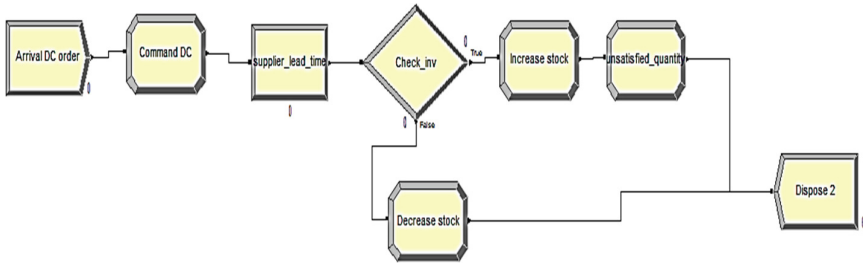 Arrival DC order
0
Command DC
supplier_lead_time
0
Check_inv
0
True
0
False
Increase stock
unsatisfied_quantity
Decrease stock
Dispose 2